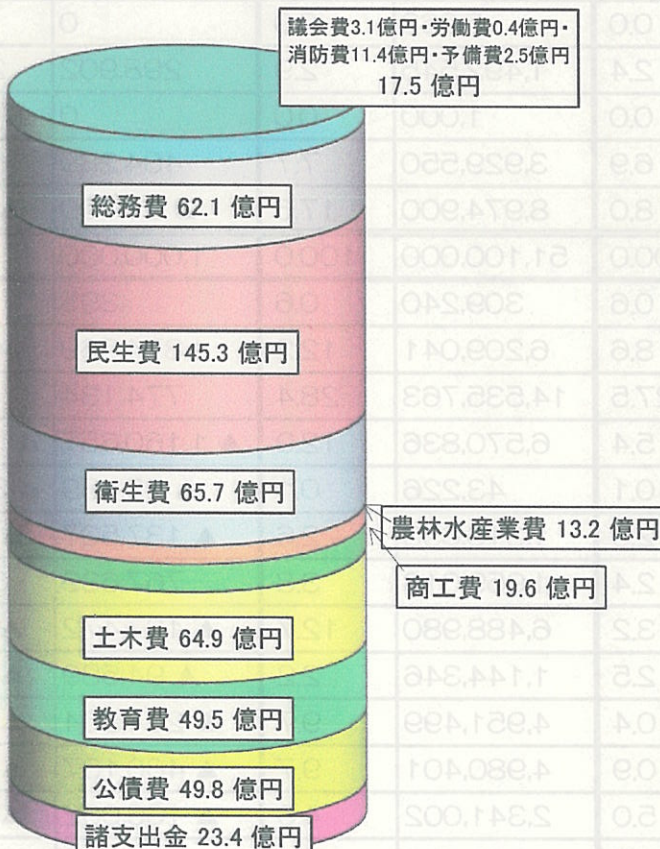 議会費3.1億円・労働費0.4億円・
消防費11.4億円・予備費2.5億円
17.5 億円
総務費 62.1 億円
民生費 145.3 億円
衛生費 65.7 億円
農林水産業費 13.2 億円
商工費 19.6 億円
土木費 64.9 億円
教育費 49.5 億円
公債費 49.8 億円
諸支出金 23.4 億円